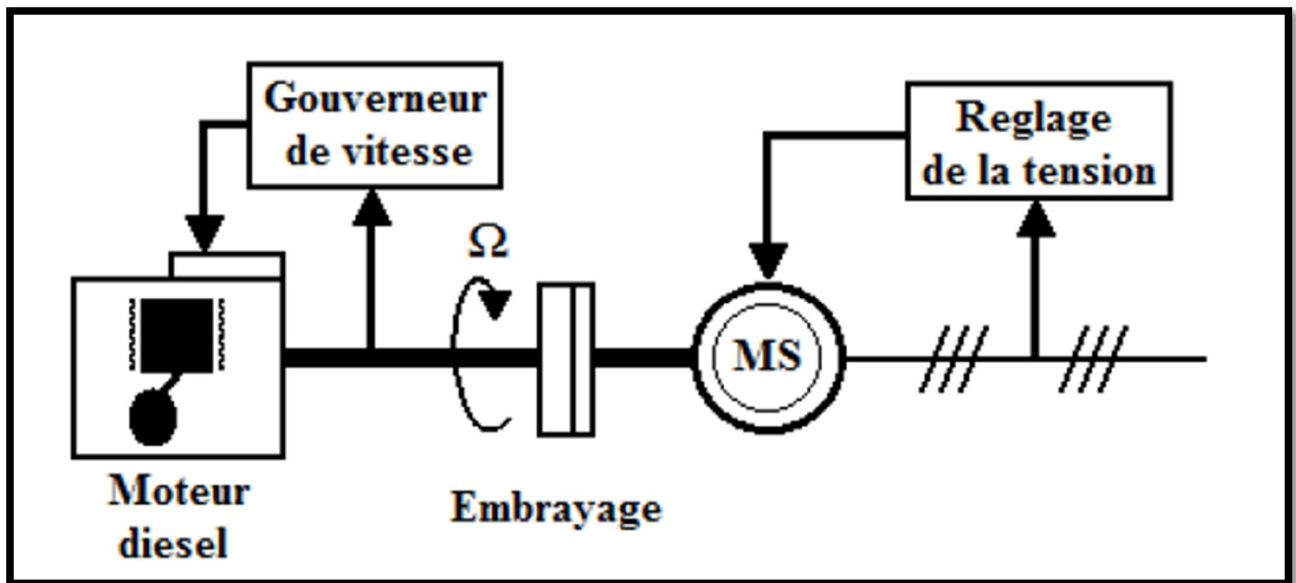 Gouverneur
de vitesse
Reglage
de la tension
Ω
MS
Moteur
diesel
Embrayage